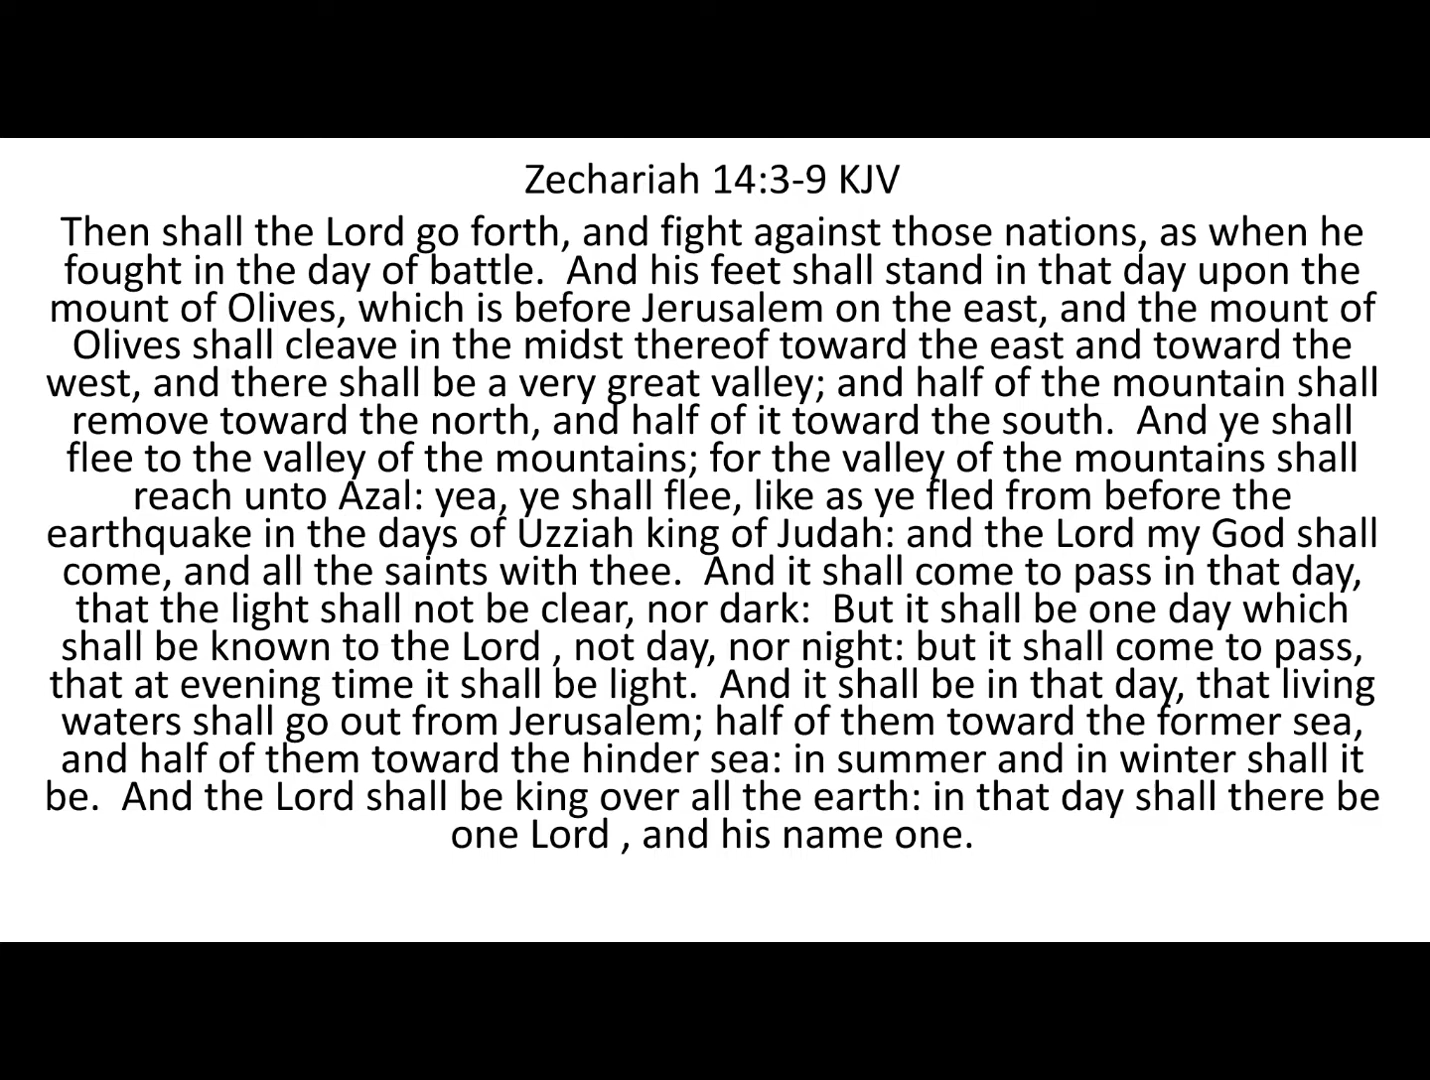 Zechariah 14:3-9 KJV
Then shall the Lord go forth, and fight against those nations, as when he
fought in the day of battle.  And his feet shall stand in that day upon the
mount of Olives, which is before Jerusalem on the east, and the mount of
Olives shall cleave in the midst thereof toward the east and toward the
west, and there shall be a very great valley; and half of the mountain shall
remove toward the north, and half of it toward the south.  And ye shall
flee to the valley of the mountains; for the valley of the mountains shall
reach unto Azal: yea, ye shall flee, like as ye fled from before the
earthquake in the days of Uzziah king of Judah: and the Lord my God shall
come, and all the saints with thee.  And it shall come to pass in that day,
that the light shall not be clear, nor dark:  But it shall be one day which
shall be known to the Lord , not day, nor night: but it shall come to pass,
that at evening time it shall be light.  And it shall be in that day, that living
waters shall go out from Jerusalem; half of them toward the former sea,
and half of them toward the hinder sea: in summer and in winter shall it
be.  And the Lord shall be king over all the earth: in that day shall there be
one Lord , and his name one.